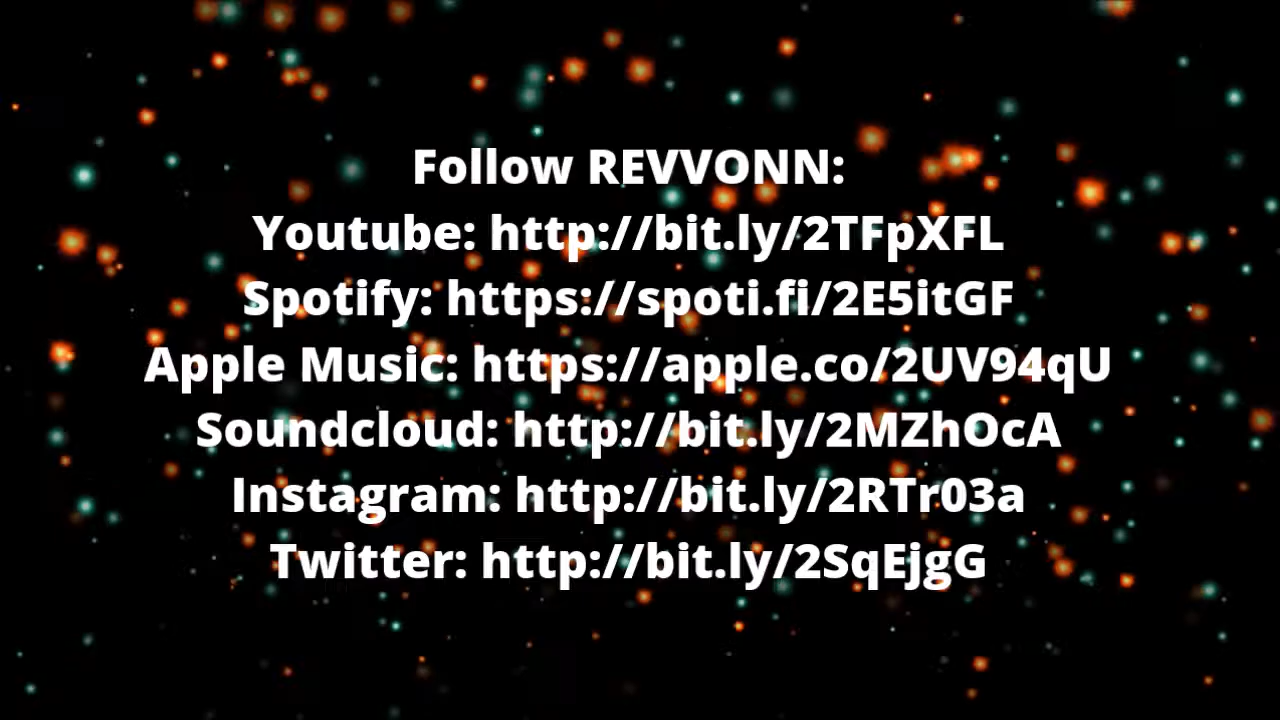 Follow REVVONN:
Youtube: http://bit.ly/2TFpXFL
Spotify: https://spoti.fi/2E5itGF
Apple Music: https://apple.co/2UV94qU
Soundcloud: http://bit.ly/2MZhOcA
Instagram: http://bit.ly/2RTr03a
Twitter: http://bit.ly/2SqEjgG